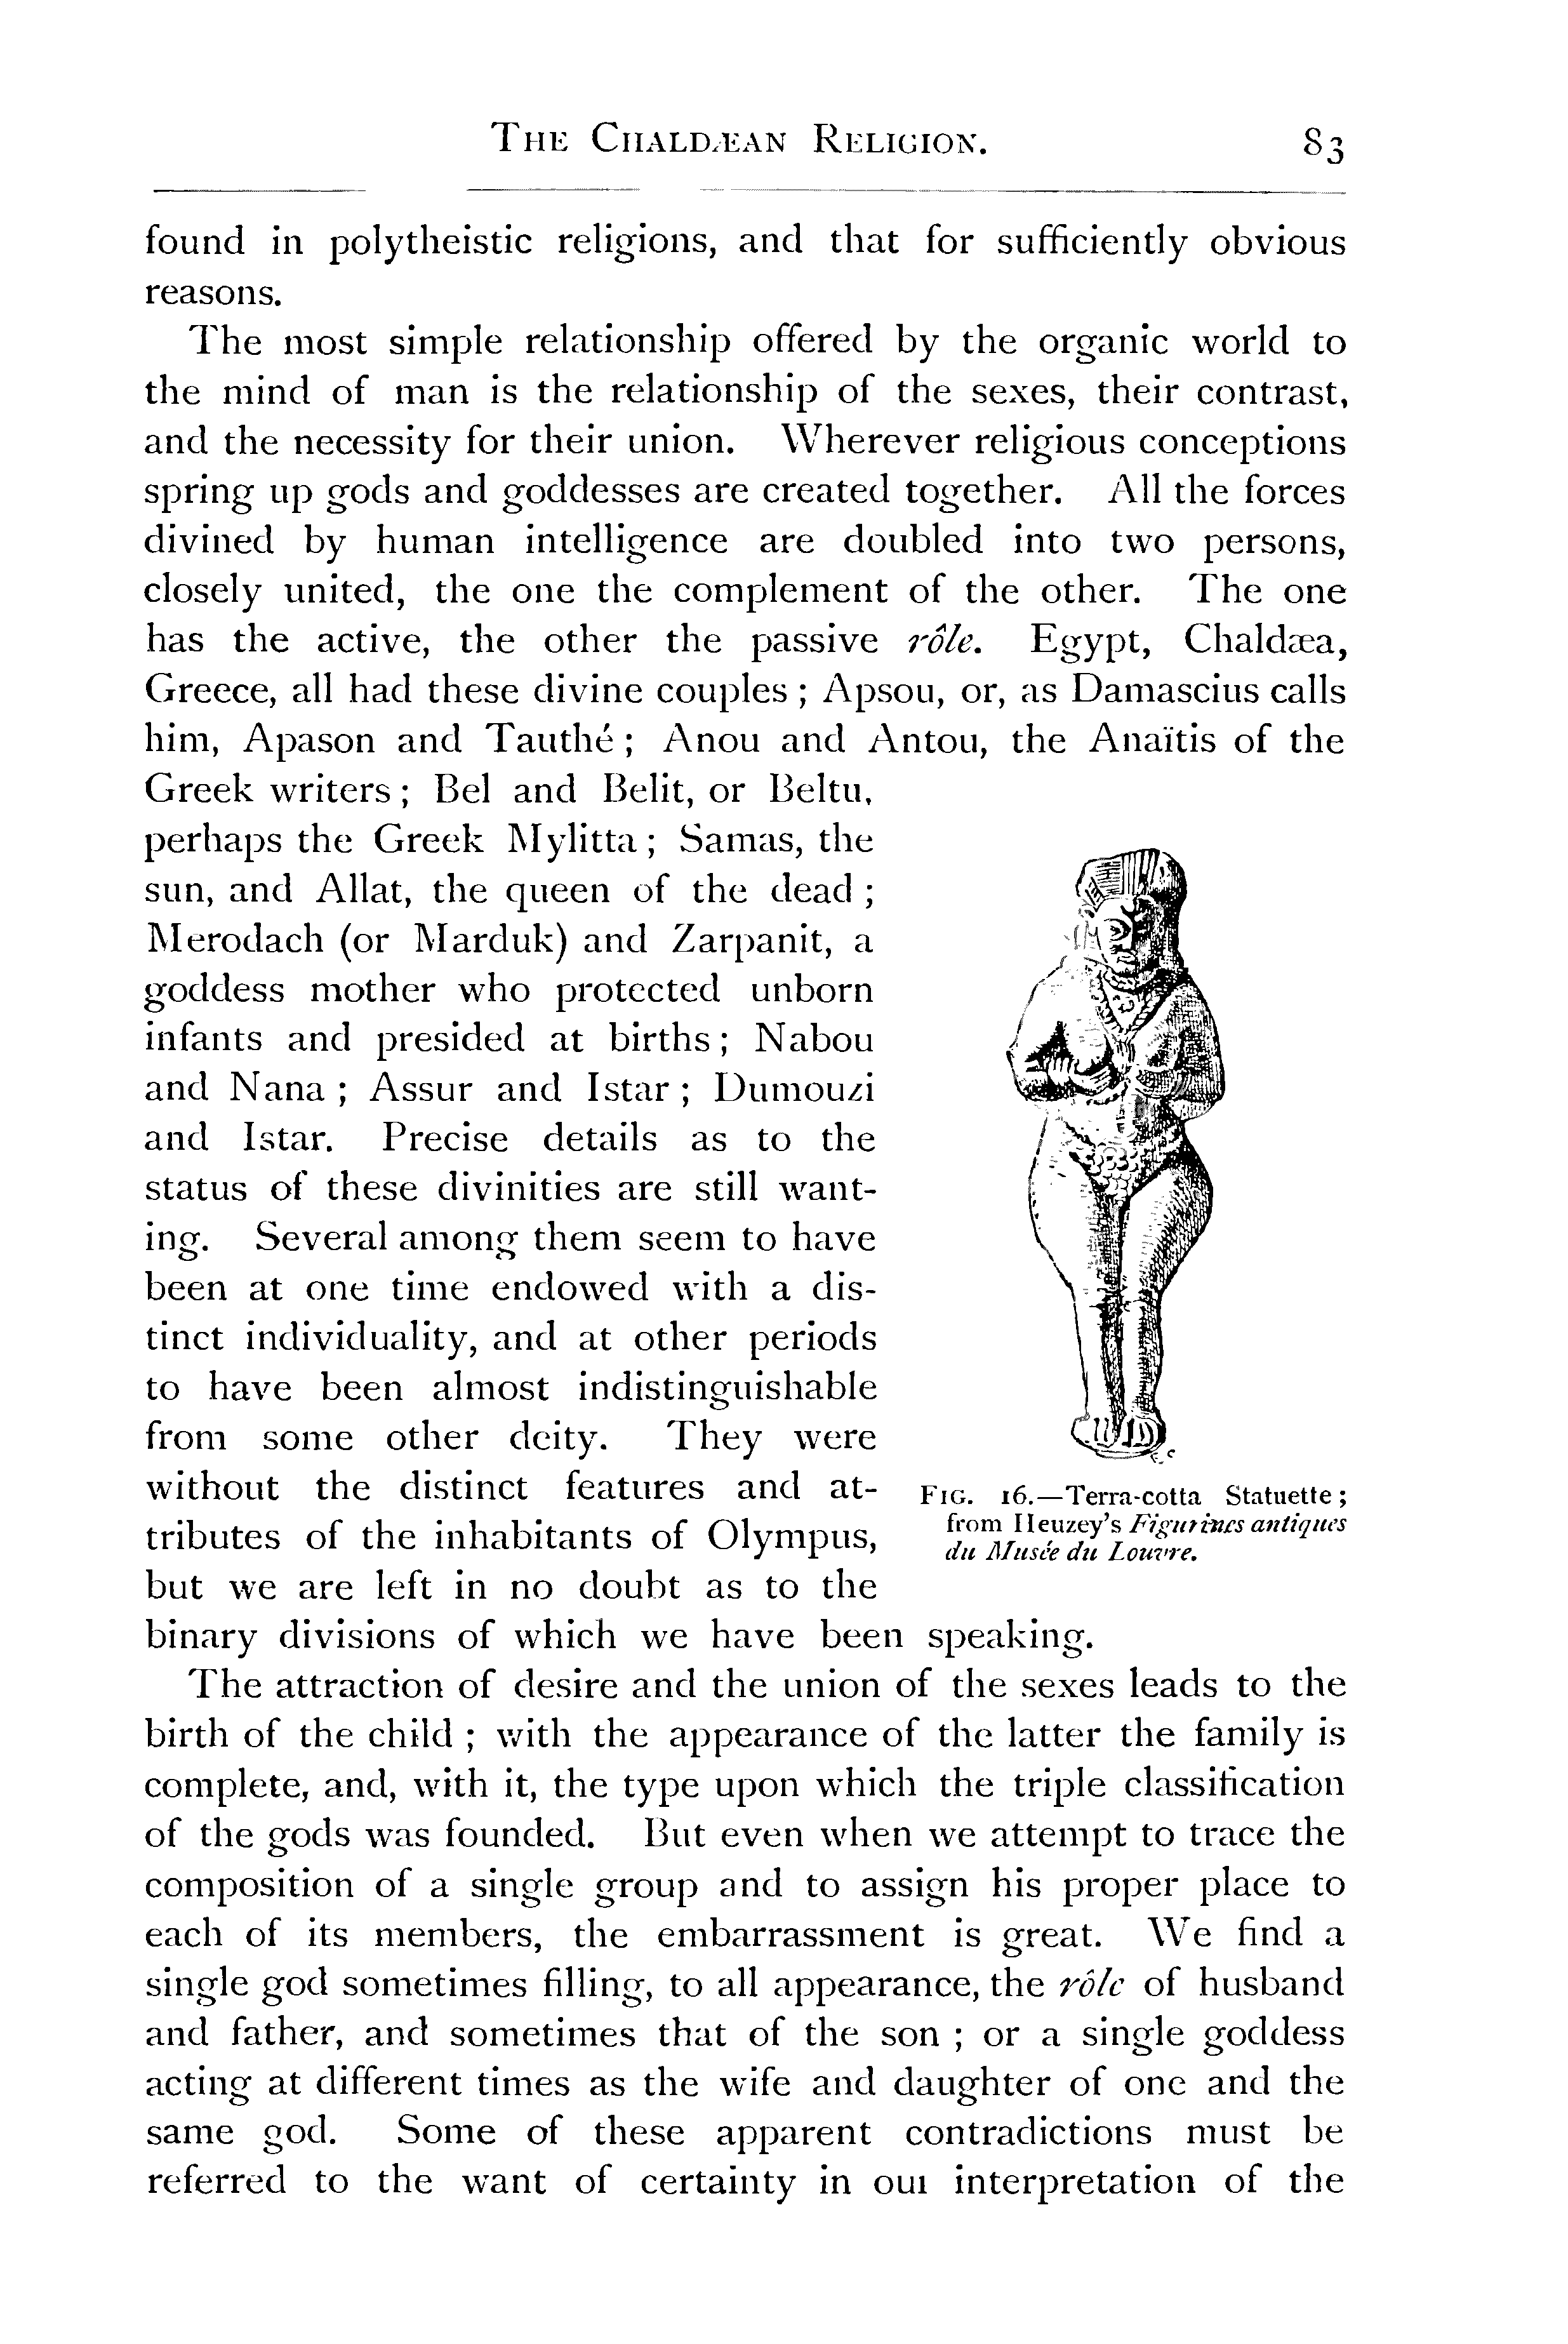 THE CHALDÆAN RELIGION. 83
found in polytheistic religions, and that for sufficiently obvious
reasons.
The most simple relationship offered by the organic world to
the mind of man is the relationship of the sexes, their contrast,
and the necessity for their union. Wherever religious conceptions
spring up gods and goddesses are created together. All the forces
divined by human intelligence are doubled into two persons,
closely united, the one the complement of the other. The one
has the active, the other the passive rôle. Egypt, Chaldæa,
Greece, all had these divine couples ; Apsou, or, as Damascius calls
him, Apason and Tauthé ; Anou and Antou, the Anaïtis of the
Greek writers ; Bel and Belit, or Beltu,
perhaps the Greek Mylitta ; Samas, the
sun, and Allat, the queen of the dead ;
Merodach (or Marduk) and Zarpanit, a
goddess mother who protected unborn
infants and presided at births ; Nabou
and Nana ; Assur and Istar ; Dumouzi
and Istar. Precise details as to the
status of these divinities are still want-
ing. Several among them seem to have
been at one time endowed with a dis-
tinct individuality, and at other periods
to have been almost indistinguishable
from some other deity. They were
without the distinct features and at-
tributes of the inhabitants of Olympus,
but we are left in no doubt as to the
binary divisions of which we have been speaking.
FIG. 16.—Terra-cotta Statuette ;
from Heuzey's Figurines antiques
du Musée du Louvre.
The attraction of desire and the union of the sexes leads to the
birth of the child ; with the appearance of the latter the family is
complete, and, with it, the type upon which the triple classification
of the gods was founded. But even when we attempt to trace the
composition of a single group and to assign his proper place to
each of its members, the embarrassment is great. We find a
single god sometimes filling, to all appearance, the rôle of husband
and father, and sometimes that of the son ; or a single goddess
acting at different times as the wife and daughter of one and the
same god. Some of these apparent contradictions must be
referred to the want of certainty in our interpretation of the